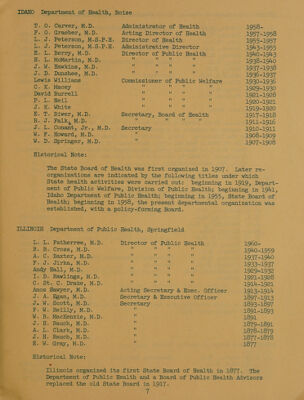 IDAHO Department of Health, Boise
T. O. Carver, M.D. Administrator of Health 1958-
F. O. Graeber, M.D. Acting Director of Health 1957-1958
L. J. Peterson, M.S.P.H. Director of Health 1955-1957
L. J. Peterson, M.S.P.H. Administrative Director 1943-1955
E. L. Berry, M.D. Director of Public Health 1940-1943
H. L. McMartin, M.D. " " " " 1938-1940
J. W. Hawkins, M.D. " " " " 1937-1938
J. D. Dunshee, M.D. " " " " 1936-1937
Lewis Williams Commissioner of Public Welfare 1930-1936
C. K. Macey " " " " 1929-1930
David Burrell " " " " 1921-1928
P. L. Heil " " " " 1920-1921
J. K. White " " " " 1919-1920
E. T. Biwer, M.D. Secretary, Board of Health 1917-1918
H. J. Falk, M.D. " " " " 1911-1916
J. L. Conant, Jr., M.D. Secretary 1910-1911
W. F. Howard, M.D. " 1908-1909
W. D. Springer, M.D. " 1907-1908
Historical Note:
The State Board of Health was first organized in 1907. Later re-
organizations are indicated by the following titles under which
State health activities were carried out: beginning in 1919, Depart-
ment of Public Welfare, Division of Public Health; beginning in 1941,
Idaho Department of Public Health; beginning in 1955, State Board of
Health; beginning in 1958, the present departmental organization was
established, with a policy-forming Board.
ILLINOIS Department of Public Health, Springfield
L. L. Fatherree, M.D. Director of Public Health 1960-
R. R. Cross, M.D. " " " " 1940-1959
A. C. Baxter, M.D. " " " " 1937-1940
F. J. Jirka, M.D. " " " " 1933-1937
Andy Hall, M.D. " " " " 1929-1932
I. D. Rawlings, M.D. " " " " 1921-1928
C. St. C. Drake, M.D. " " " " 1914-1921
Amos Sawyer, M.D. Acting Secretary & Exec. Officer 1913-1914
J. A. Egan, M.D. Secretary & Executive Officer 1897-1913
J. W. Scott, M.D. Secretary 1893-1897
F. W. Reilly, M.D. " 1891-1893
B. W. MacKenzie, M.D. " 1891
J. H. Rauch, M.D. " 1879-1891
A. L. Clark, M.D. " 1878-1879
J. H. Rauch, M.D. " 1877-1878
E. W. Gray, M.D. " 1877
Historical Note:
Illinois organized its first State Board of Health in 1877. The
Department of Public Health and a Board of Public Health Advisors
replaced the old State Board in 1917.
7